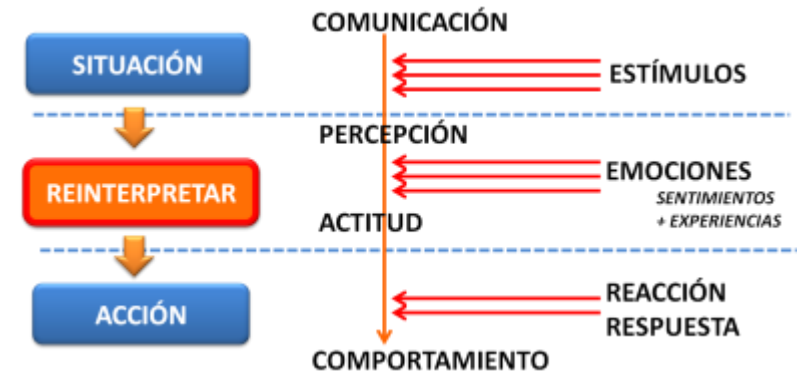 COMUNICACIÓN
SITUACIÓN
ESTÍMULOS
PERCEPCIÓN
REINTERPRETAR
EMOCIONES
SENTIMIENTOS
+ EXPERIENCIAS
ACTITUD
ACCIÓN
REACCIÓN
RESPUESTA
COMPORTAMIENTO